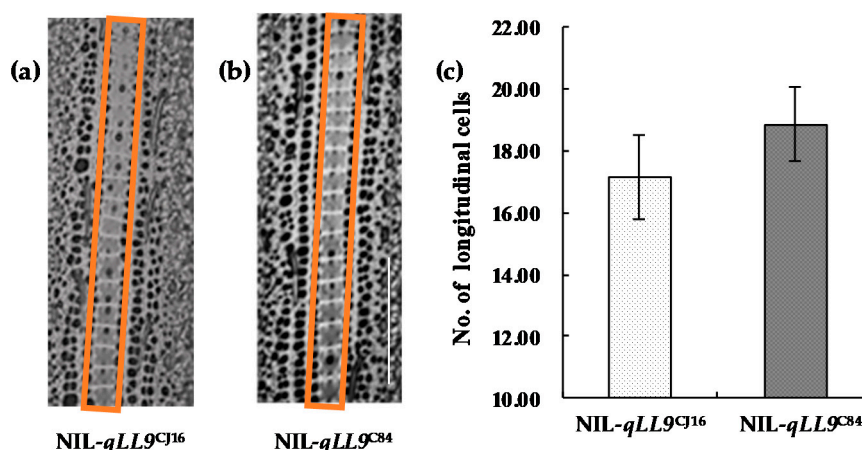 (a)
(b)
(c)
NIL-qLL9CJ16
NIL-qLL9C84
No. of longitudinal cells
22.00
20.00
18.00
16.00
14.00
12.00
10.00
NIL-qLL9CJ16
NIL-qLL9C84